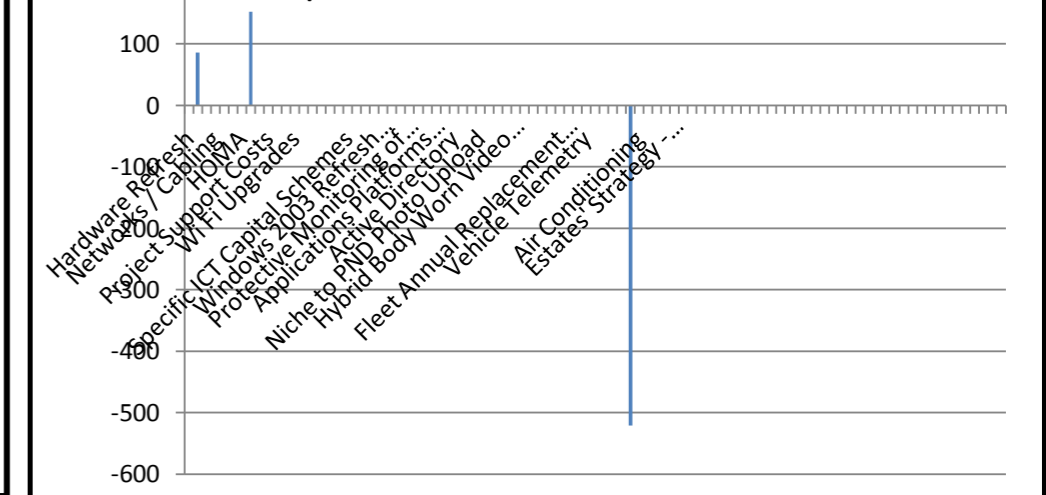 100
0
-100
-200
-300
-400
-500
-600
Hardware Refresh
Networks / Cabling
HOMA
Project Support Costs
WiFi Upgrades
Specific ICT Capital Schemes
Windows 2003 Refresh…
Protective Monitoring of…
Applications Platforms…
Active Directory
Niche to PND Photo Upload
Hybrid Body Worn Video…
Fleet Annual Replacement…
Vehicle Telemetry
Air Conditioning
Estates Strategy -…